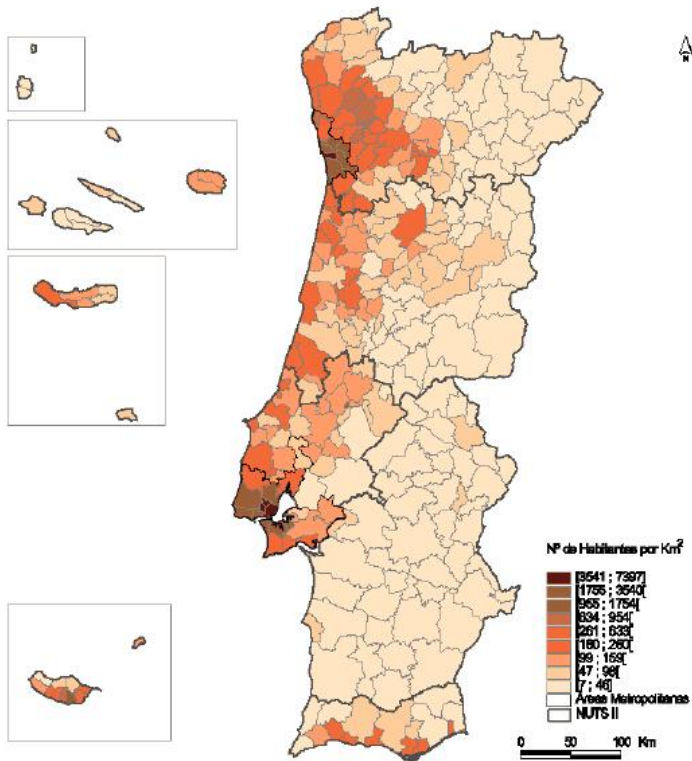 N
Nº de Habitantes por Km²
[3541 ; 7397]
[1755 ; 3540[
[955 ; 1754[
[634 ; 954[
[261 ; 633[
[160 ; 260[
[99 ; 159[
[47 ; 98[
[7 ; 46[
Áreas Metropolitanas
NUTS II
0 50 100 Km